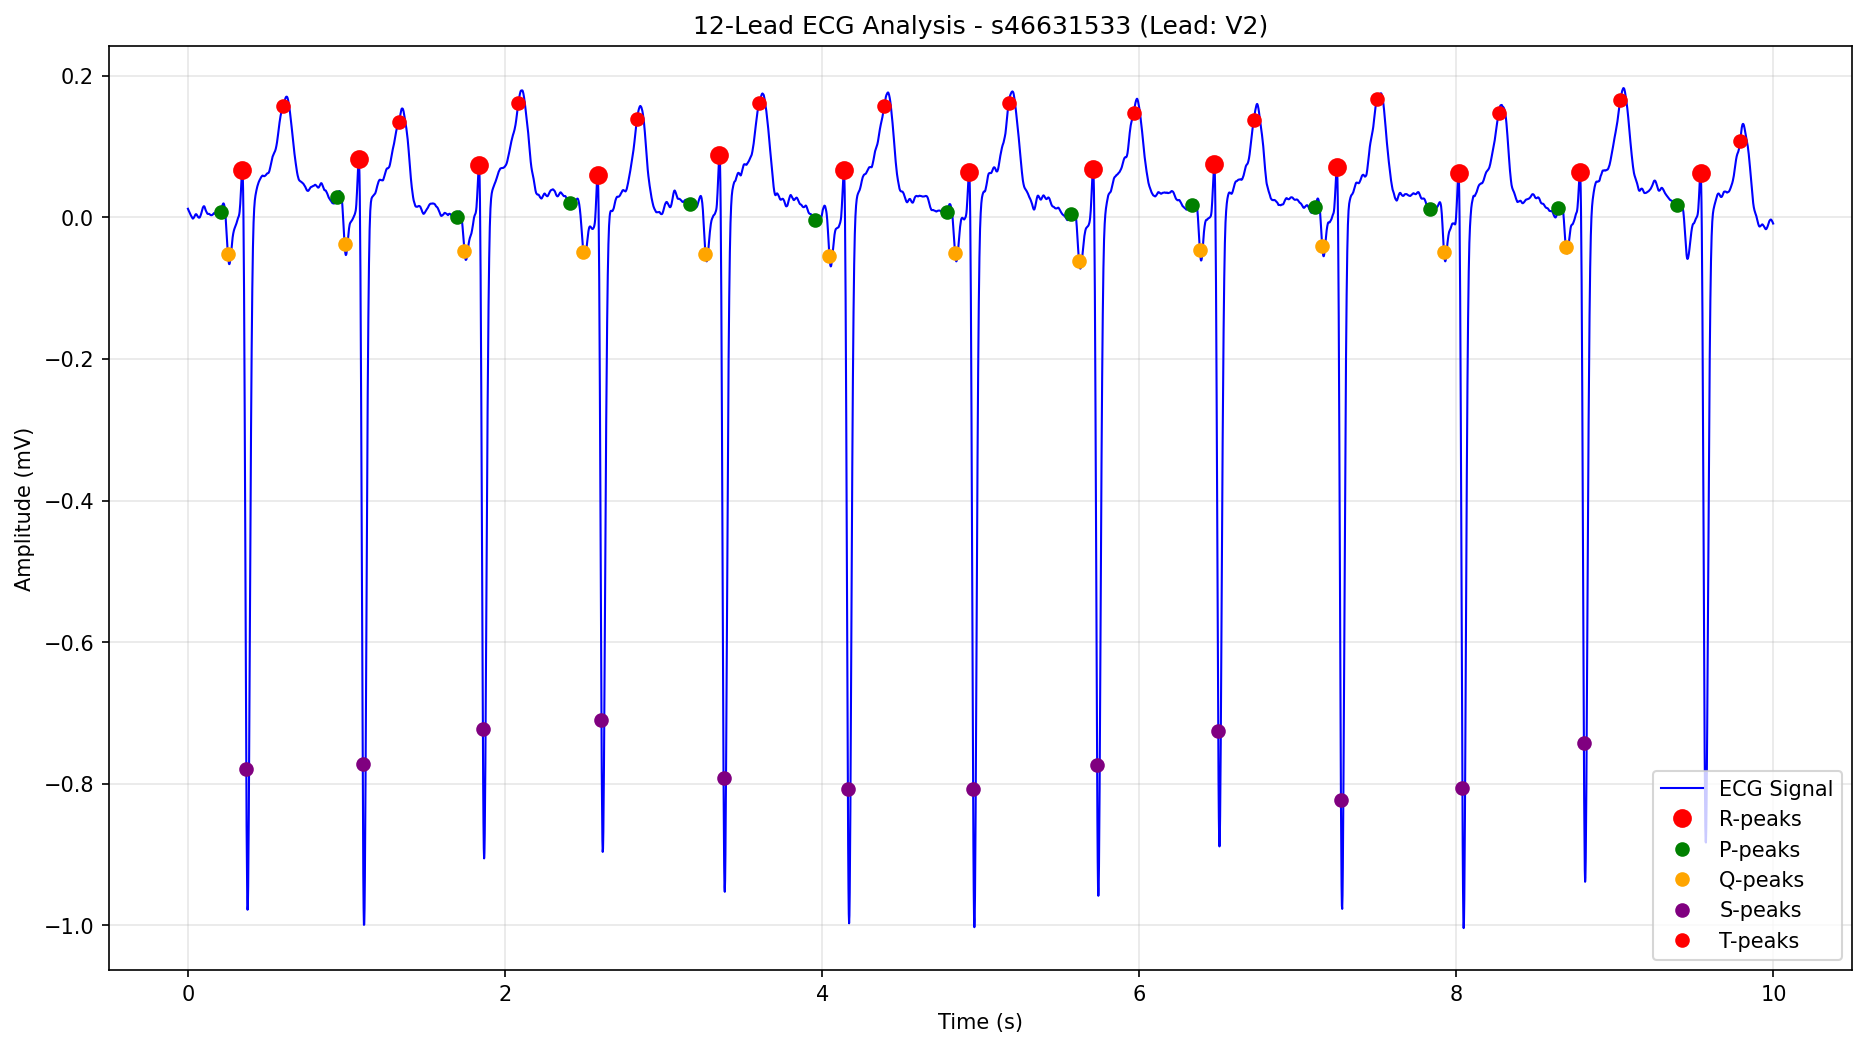 12-Lead ECG Analysis - s46631533 (Lead: V2)
0.2
0.0
−0.2
−0.4
−0.6
−0.8
−1.0
Amplitude (mV)
0 2 4 6 8 10
Time (s)
ECG Signal
R-peaks
P-peaks
Q-peaks
S-peaks
T-peaks